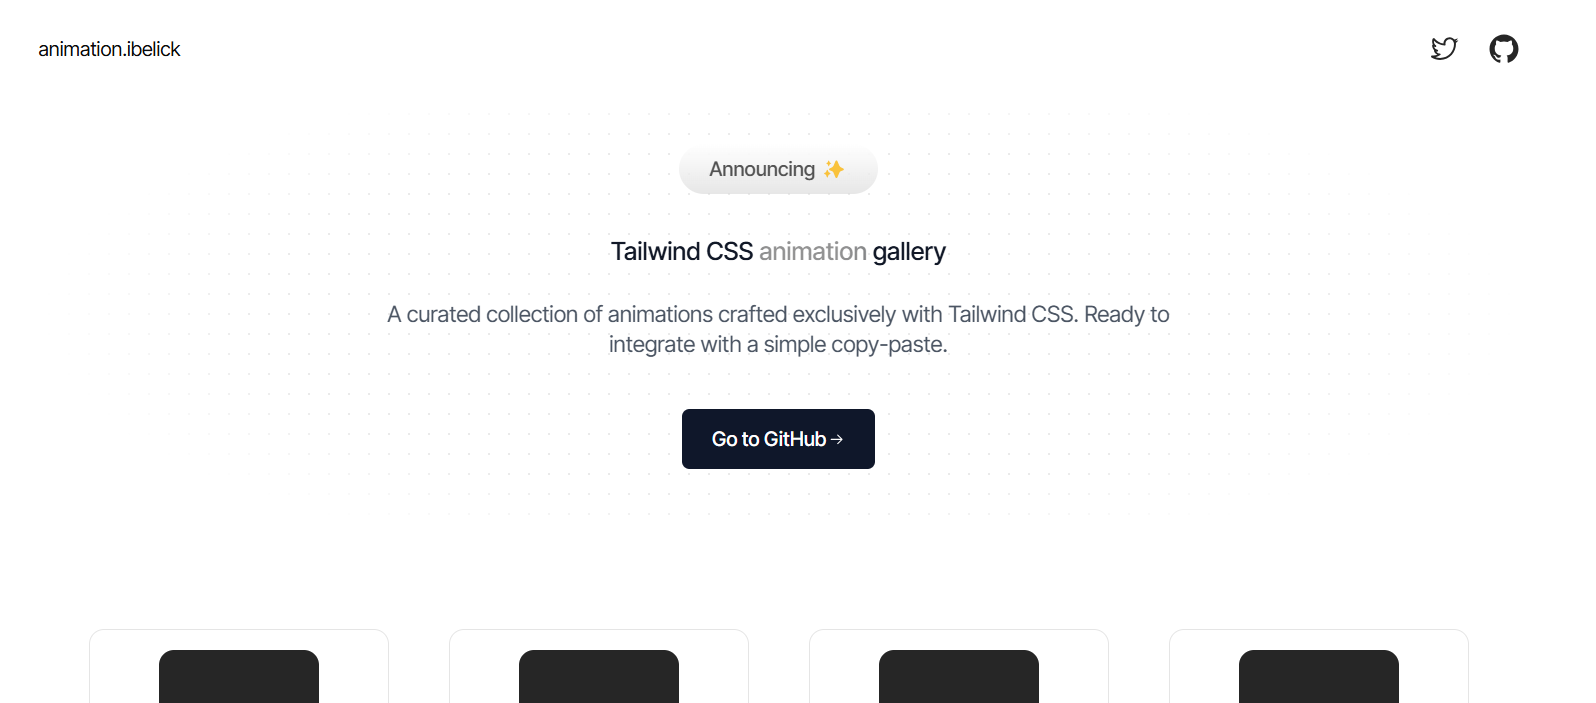 animation.ibelick
Announcing ✨
Tailwind CSS animation gallery
A curated collection of animations crafted exclusively with Tailwind CSS. Ready to
integrate with a simple copy-paste.
Go to GitHub →